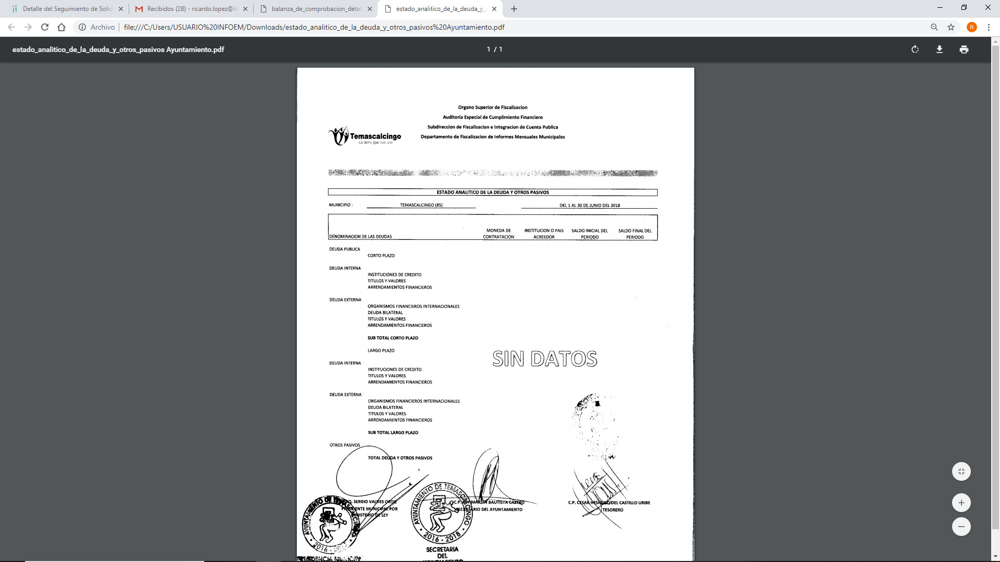 Detalle del Seguimiento de Solici
Recibidos (28) - ricardo.lopez@it
balanza_de_comprobacion_detall
estado_analitico_de_la_deuda_y_o
Archivo
file:///C:/Users/USUARIO%20INFOEM/Downloads/estado_analitico_de_la_deuda_y_otros_pasivos%20Ayuntamiento.pdf
R
estado_analitico_de_la_deuda_y_otros_pasivos Ayuntamiento.pdf
1 / 1
Organo Superior de Fiscalizacion
Auditoria Especial de Cumplimiento Financiero
Subdireccion de Fiscalizacion e Integracion de Cuenta Publica
Departamento de Fiscalizacion de Informes Mensuales Municipales
Temascalcingo
La tierra que nos une
ESTADO ANALITICO DE LA DEUDA Y OTROS PASIVOS
MUNICIPIO : TEMASCALCINGO (85) DEL 1 AL 30 DE JUNIO DEL 2018
DENOMINACION DE LAS DEUDAS
MONEDA DE CONTRATACION
INSTITUCION O PAIS ACREEDOR
SALDO INICIAL DEL PERIODO
SALDO FINAL DEL PERIODO
DEUDA PUBLICA
CORTO PLAZO
DEUDA INTERNA
INSTITUCIONES DE CREDITO
TITULOS Y VALORES
ARRENDAMIENTOS FINANCIEROS
DEUDA EXTERNA
ORGANISMOS FINANCIEROS INTERNACIONALES
DEUDA BILATERAL
TITULOS Y VALORES
ARRENDAMIENTOS FINANCIEROS
SUB TOTAL CORTO PLAZO
LARGO PLAZO
SIN DATOS
DEUDA INTERNA
INSTITUCIONES DE CREDITO
TITULOS Y VALORES
ARRENDAMIENTOS FINANCIEROS
DEUDA EXTERNA
ORGANISMOS FINANCIEROS INTERNACIONALES
DEUDA BILATERAL
TITULOS Y VALORES
ARRENDAMIENTOS FINANCIEROS
SUB TOTAL LARGO PLAZO
OTROS PASIVOS
TOTAL DEUDA Y OTROS PASIVOS
SERGIO VALDES ORTIZ
PRESIDENTE MUNICIPAL POR
MINISTERIO DE LEY
C.P. REY MARTIN BAUTISTA CASTRO
SECRETARIO DEL AYUNTAMIENTO
C.P. CESAR HESIQUIO DEL CASTILLO URIBE
TESORERO
AYUNTAMIENTO DE TEMASCALCINGO
2016 -
AYUNTAMIENTO DE TEMASCALCINGO
2016 - 2018
SECRETARIA
DEL
AYUNTAMIENTO
PRESIDENCIA MUNICIPAL